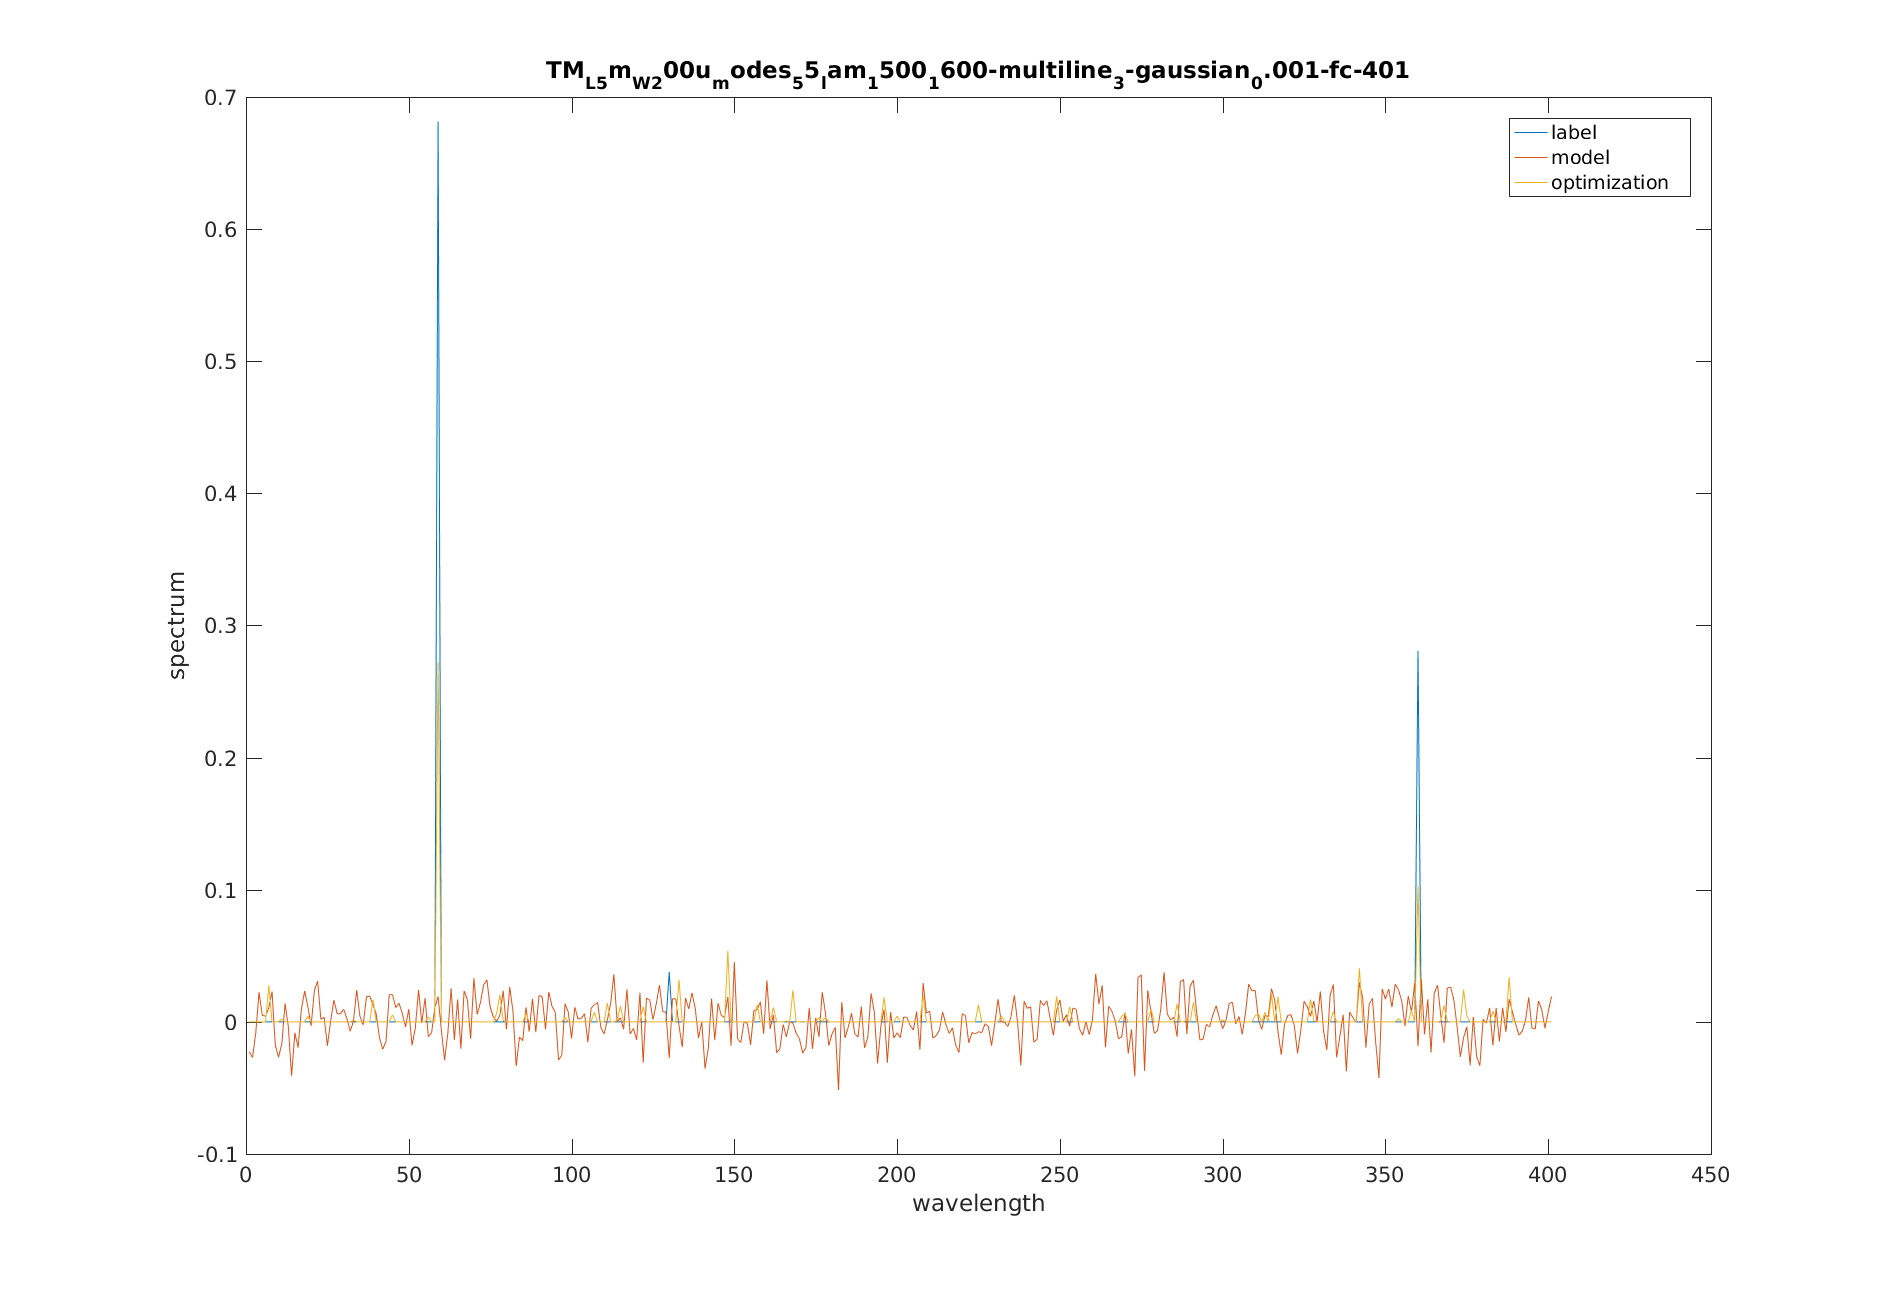 TM_L5m_W200u_modes_55_lam_1500_1600-multiline_3-gaussian_0.001-fc-401
label
model
optimization
0.7
0.6
0.5
0.4
0.3
0.2
0.1
0
-0.1
spectrum
0 50 100 150 200 250 300 350 400 450
wavelength